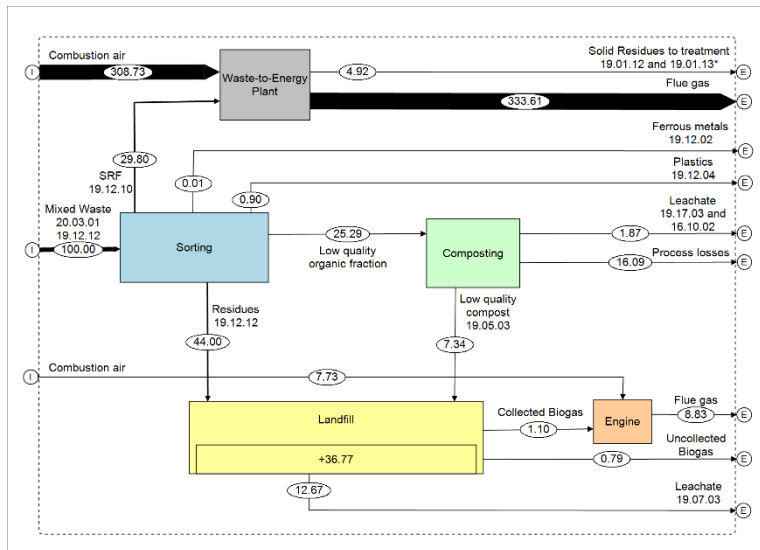 Combustion air
I
308.73
Waste-to-Energy
Plant
4.92
Solid Residues to treatment
19.01.12 and 19.01.13*
E
Flue gas
333.61
E
29.80
SRF
19.12.10
Ferrous metals
19.12.02
0.01
E
Plastics
19.12.04
0.90
E
Mixed Waste
20.03.01
19.12.12
I
100.00
Sorting
25.29
Low quality
organic fraction
Composting
Leachate
19.17.03 and
16.10.02
1.87
E
Process losses
16.09
E
Residues
19.12.12
44.00
Low quality
compost
19.05.03
7.34
Combustion air
I
7.73
Landfill
+36.77
Collected Biogas
1.10
Engine
Flue gas
8.83
E
Uncollected
Biogas
0.79
E
12.67
Leachate
19.07.03
E